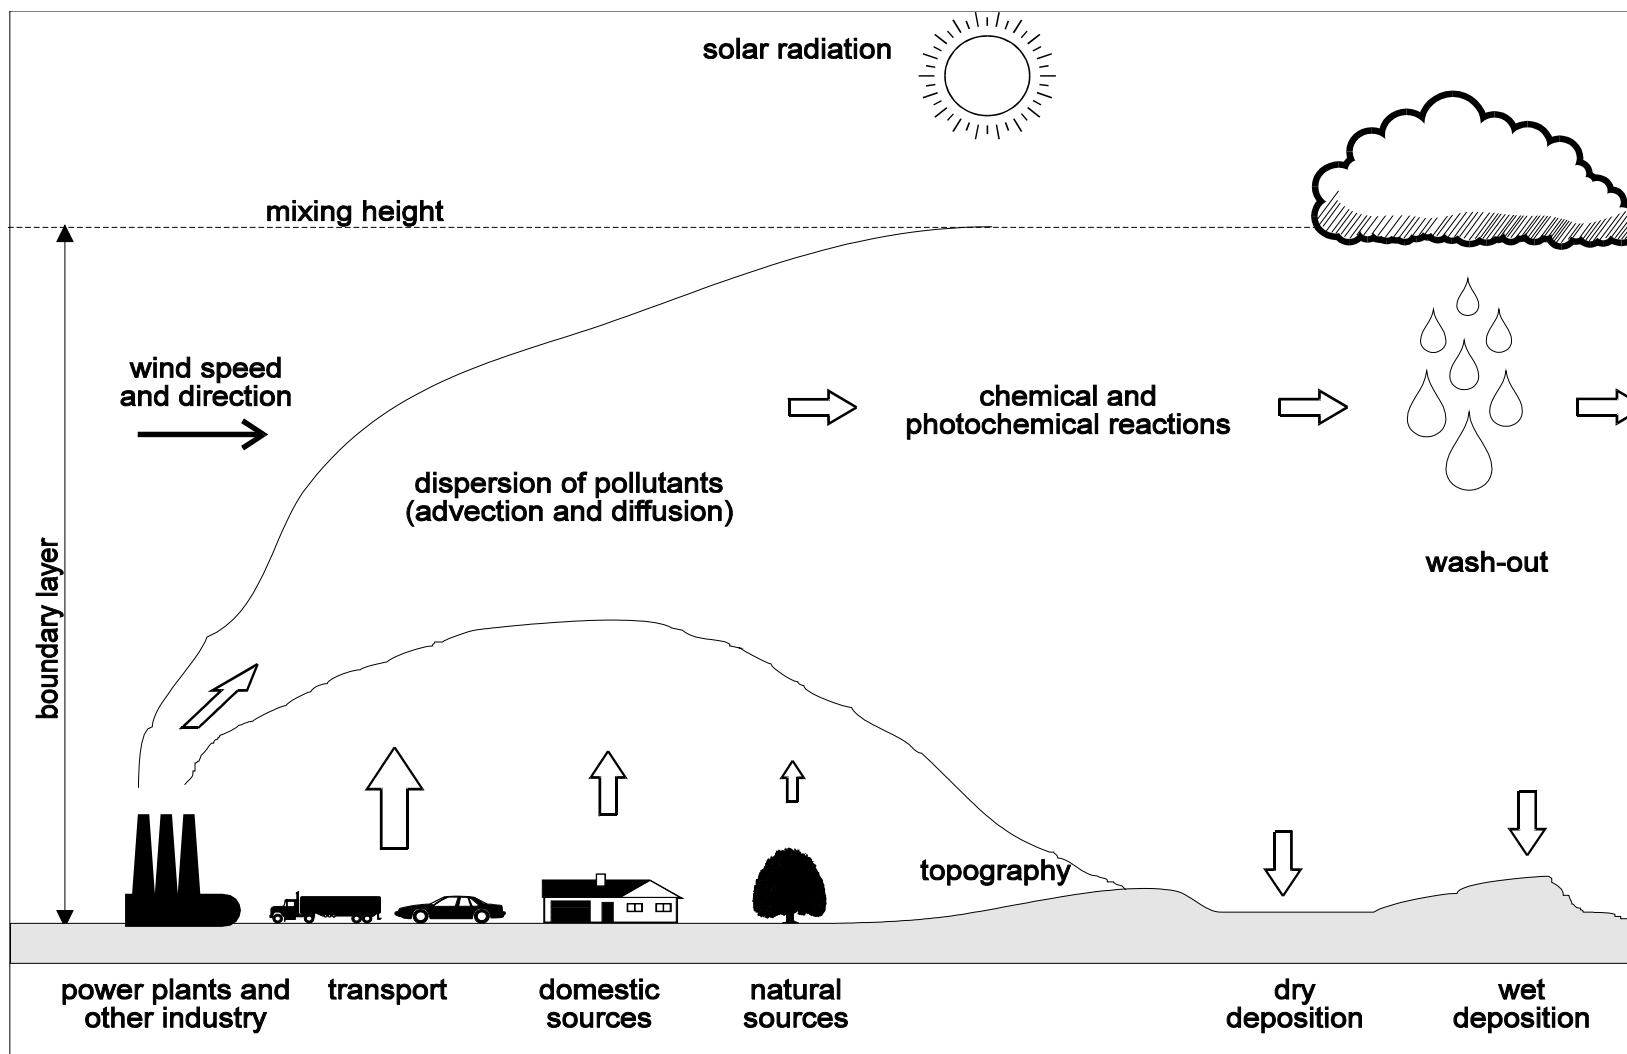 solar radiation
mixing height
wind speed
and direction
chemical and
photochemical reactions
dispersion of pollutants
(advection and diffusion)
wash-out
boundary layer
topography
power plants and
other industry
transport
domestic
sources
natural
sources
dry
deposition
wet
deposition